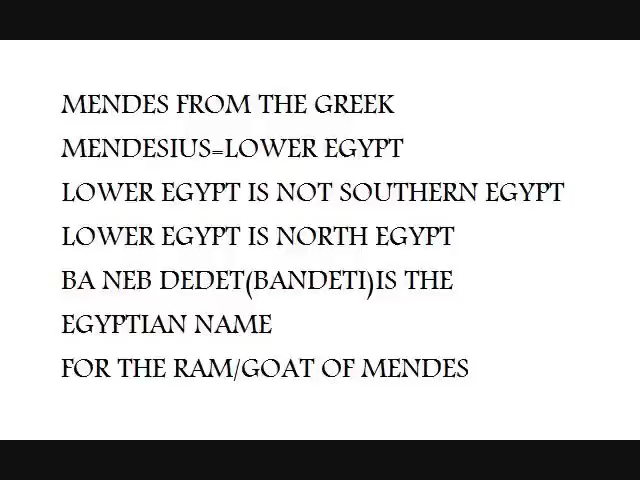 MENDES FROM THE GREEK
MENDESIUS=LOWER EGYPT
LOWER EGYPT IS NOT SOUTHERN EGYPT
LOWER EGYPT IS NORTH EGYPT
BA NEB DEDET(BANDETI)IS THE
EGYPTIAN NAME
FOR THE RAM/GOAT OF MENDES